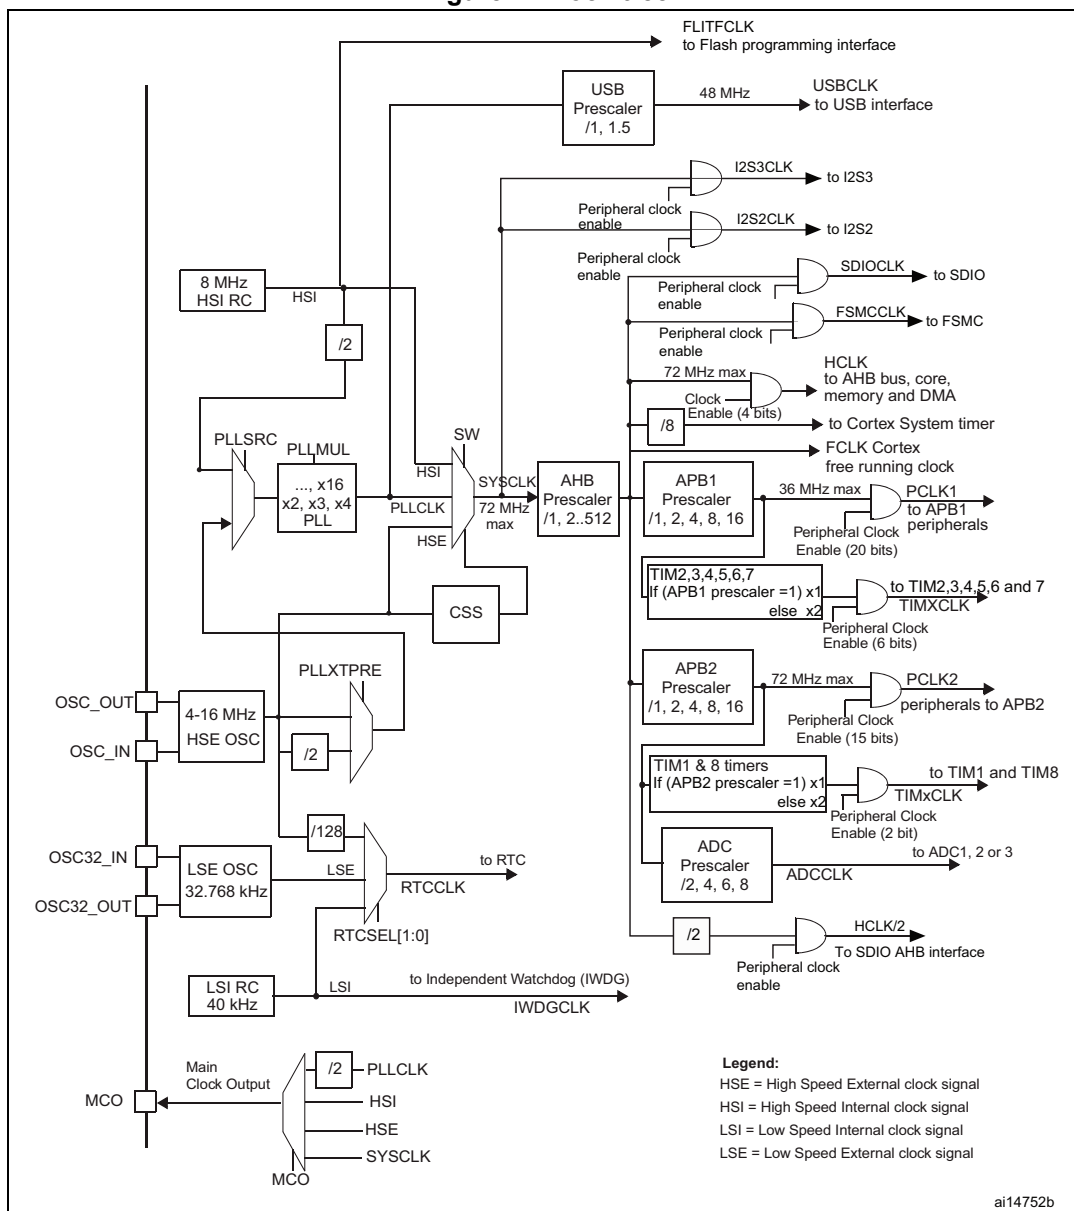 FLITFCLK
to Flash programming interface
USB
Prescaler
/1, 1.5
48 MHz
USBCLK
to USB interface
I2S3CLK
to I2S3
Peripheral clock
enable
I2S2CLK
to I2S2
Peripheral clock
enable
8 MHz
HSI RC
HSI
SDIOCLK
to SDIO
Peripheral clock
enable
FSMCCLK
to FSMC
Peripheral clock
enable
/2
HCLK
to AHB bus, core,
memory and DMA
72 MHz max
Clock
Enable (4 bits)
/8
to Cortex System timer
FCLK Cortex
free running clock
PLLSRC
PLLMUL
..., x16
x2, x3, x4
PLL
PLLCLK
SW
HSI
HSE
SYSCLK
72 MHz
max
AHB
Prescaler
/1, 2..512
APB1
Prescaler
/1, 2, 4, 8, 16
36 MHz max
PCLK1
to APB1
peripherals
Peripheral Clock
Enable (20 bits)
TIM2,3,4,5,6,7
If (APB1 prescaler =1) x1
else x2
to TIM2,3,4,5,6 and 7
TIMXCLK
Peripheral Clock
Enable (6 bits)
CSS
PLLXTPRE
OSC_OUT
OSC_IN
4-16 MHz
HSE OSC
/2
APB2
Prescaler
/1, 2, 4, 8, 16
72 MHz max
PCLK2
peripherals to APB2
Peripheral Clock
Enable (15 bits)
TIM1 & 8 timers
If (APB2 prescaler =1) x1
else x2
to TIM1 and TIM8
TIMxCLK
Peripheral Clock
Enable (2 bit)
/128
OSC32_IN
OSC32_OUT
LSE OSC
32.768 kHz
LSE
to RTC
RTCCLK
RTCSEL[1:0]
ADC
Prescaler
/2, 4, 6, 8
to ADC1, 2 or 3
ADCCLK
/2
HCLK/2
To SDIO AHB interface
Peripheral clock
enable
LSI RC
40 kHz
LSI
to Independent Watchdog (IWDG)
IWDGCLK
Main
Clock Output
MCO
/2
PLLCLK
HSI
HSE
SYSCLK
MCO
Legend:
HSE = High Speed External clock signal
HSI = High Speed Internal clock signal
LSI = Low Speed Internal clock signal
LSE = Low Speed External clock signal
ai14752b